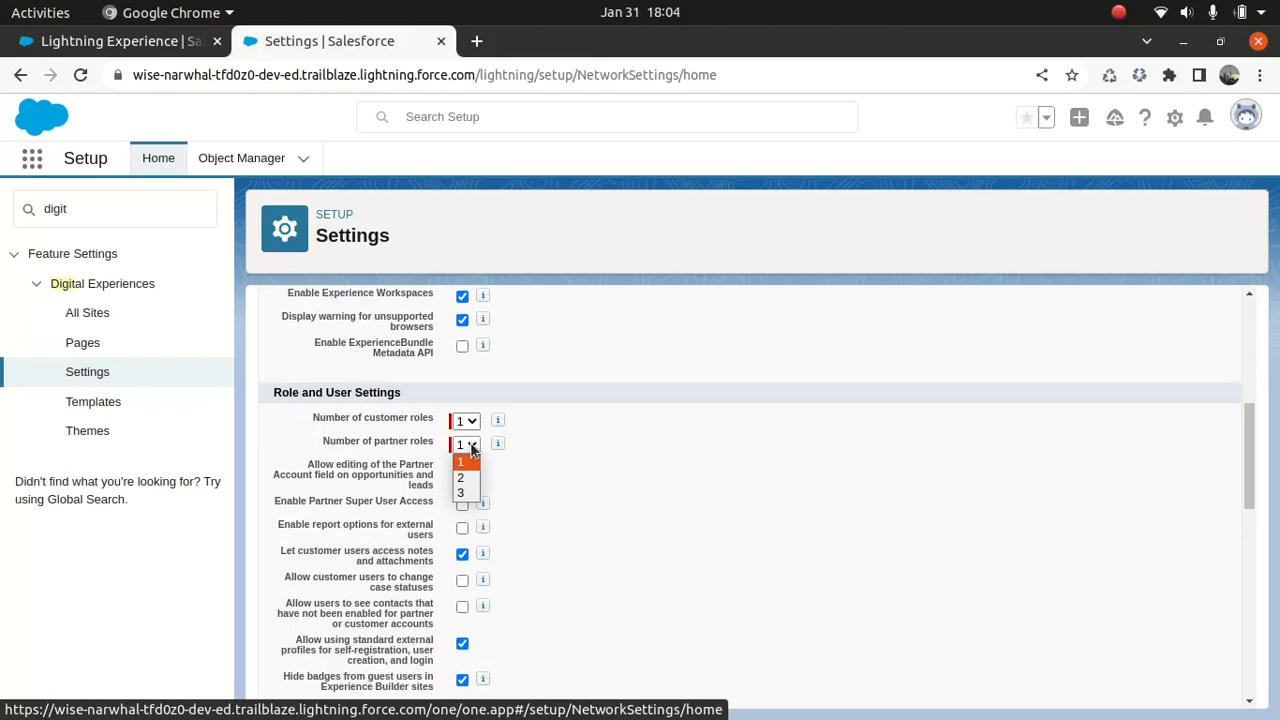 Activities
Google Chrome
Jan 31 18:04
Lightning Experience | Sa
Settings | Salesforce
wise-narwhal-tfd0z0-dev-ed.trailblaze.lightning.force.com/lightning/setup/NetworkSettings/home
Search Setup
Setup
Home
Object Manager
digit
SETUP
Settings
Feature Settings
Digital Experiences
All Sites
Pages
Settings
Templates
Themes
Didn't find what you're looking for? Try
using Global Search.
Enable Experience Workspaces
Display warning for unsupported
browsers
Enable ExperienceBundle
Metadata API
Role and User Settings
Number of customer roles 1
Number of partner roles 1
1
2
3
Allow editing of the Partner
Account field on opportunities and
leads
Enable Partner Super User Access
Enable report options for external
users
Let customer users access notes
and attachments
Allow customer users to change
case statuses
Allow users to see contacts that
have not been enabled for partner
or customer accounts
Allow using standard external
profiles for self-registration, user
creation, and login
Hide badges from guest users in
Experience Builder sites
https://wise-narwhal-tfd0z0-dev-ed.trailblaze.lightning.force.com/one/one.app#/setup/NetworkSettings/home